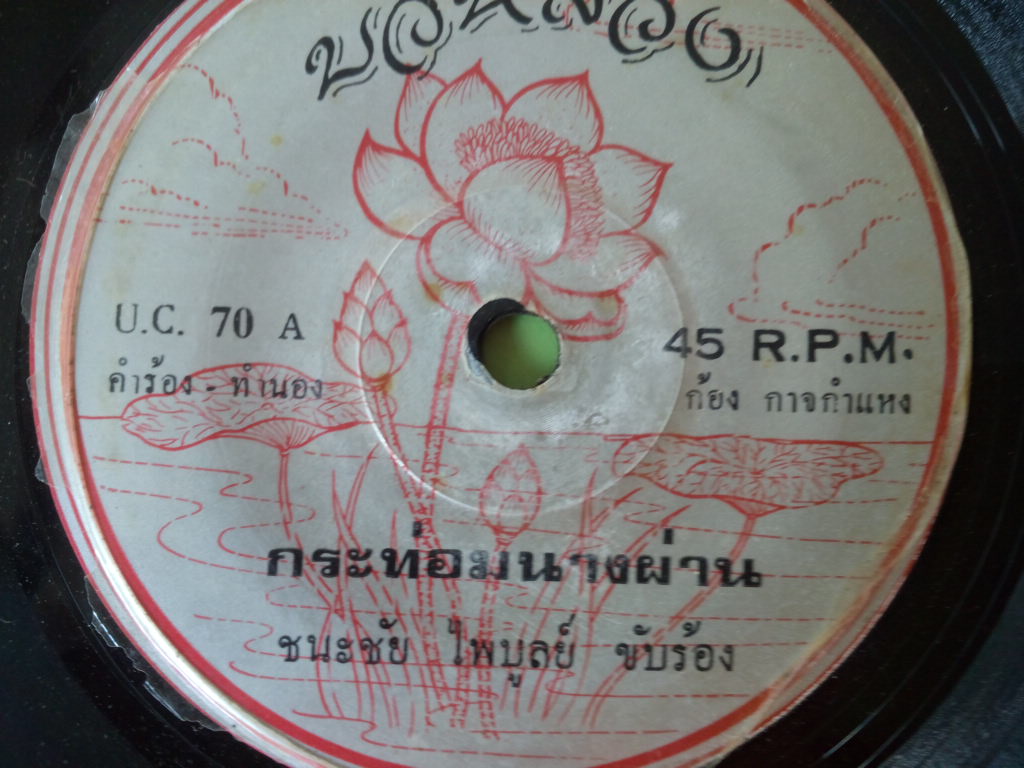 U.C. 70 A
45 R.P.M.
คำร้อง - ทำนอง
ก้อง กาจกำแหง
กระท่อมนางผ่าน
ชนะชัย ไพบูลย์ ขับร้อง